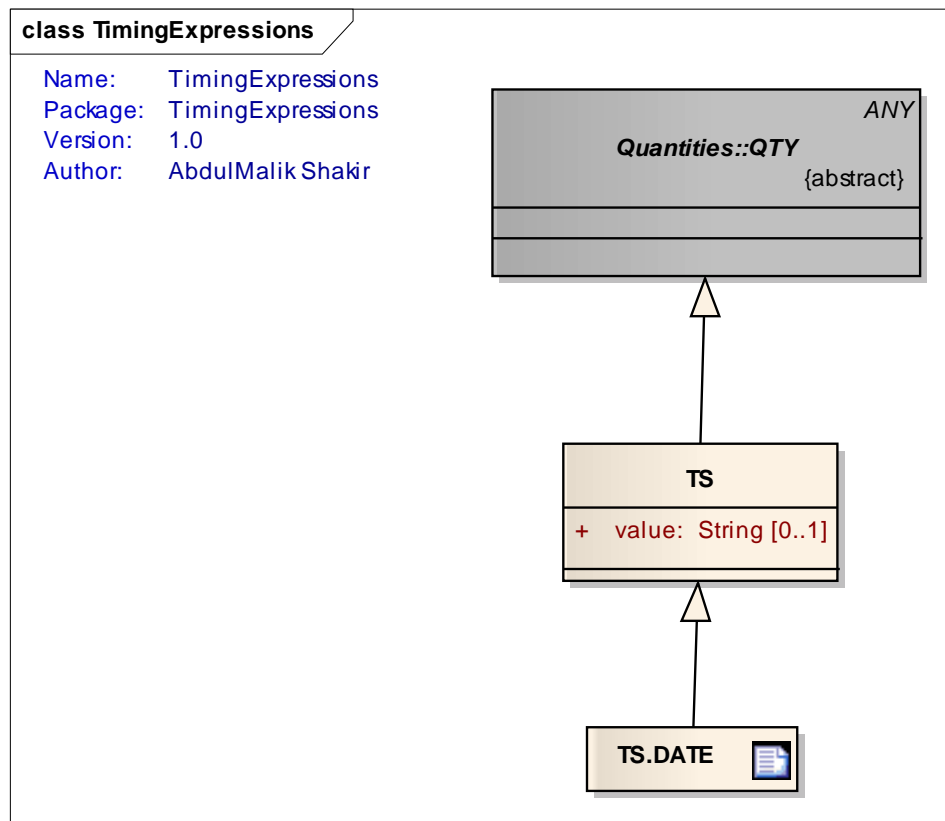 class TimingExpressions
Name: TimingExpressions
Package: TimingExpressions
Version: 1.0
Author: AbdulMalik Shakir
ANY
Quantities::QTY
{abstract}
TS
+ value: String [0..1]
TS.DATE